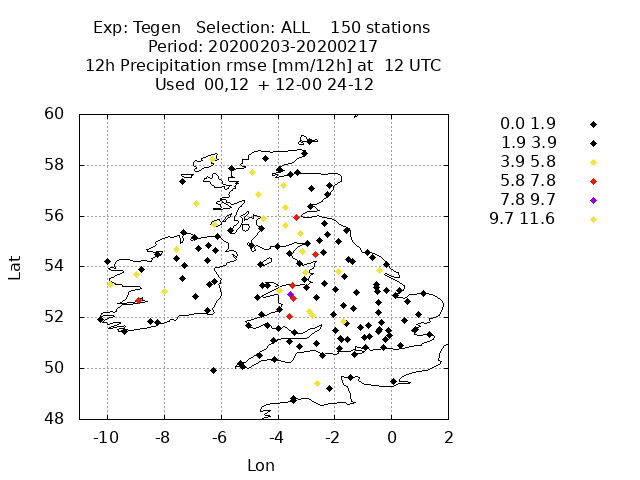 Exp: Tegen   Selection: ALL    150 stations
Period: 20200203-20200217
12h Precipitation rmse [mm/12h] at  12 UTC
Used  00,12  + 12-00 24-12
0.0 1.9
1.9 3.9
3.9 5.8
5.8 7.8
7.8 9.7
9.7 11.6
60
58
56
54
52
50
48
Lat
-10 -8 -6 -4 -2 0 2
Lon